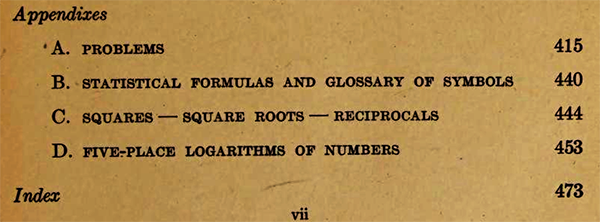 Appendixes
A. PROBLEMS 415
B. STATISTICAL FORMULAS AND GLOSSARY OF SYMBOLS 440
C. SQUARES — SQUARE ROOTS — RECIPROCALS 444
D. FIVE-PLACE LOGARITHMS OF NUMBERS 453
Index 473
vii